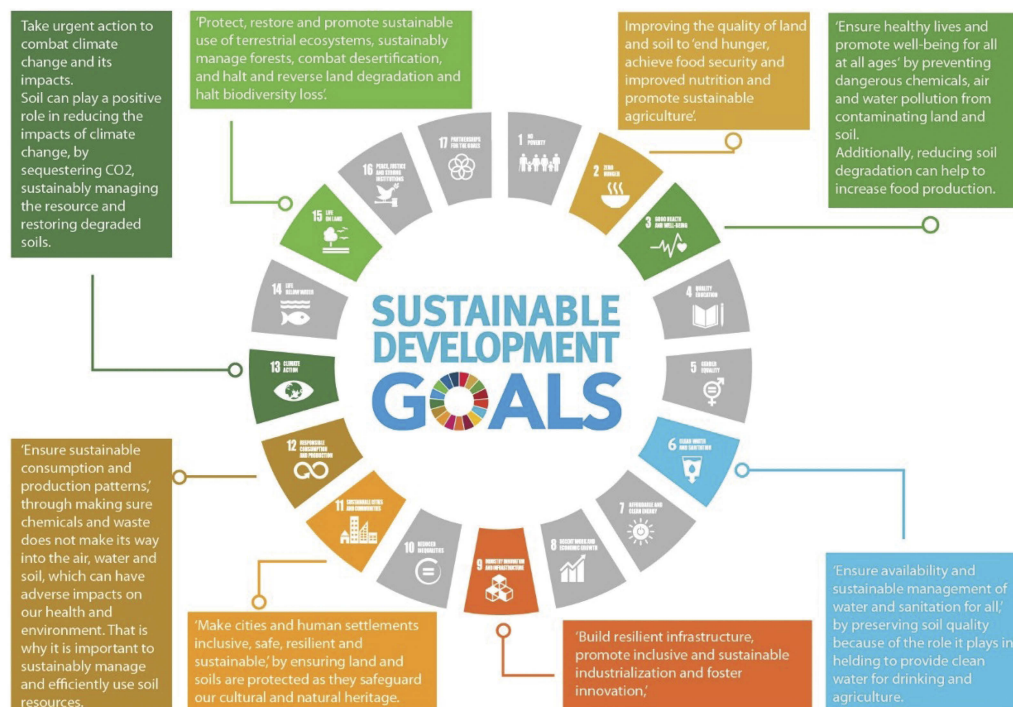 Take urgent action to
combat climate
change and its
impacts.
Soil can play a positive
role in reducing the
impacts of climate
change, by
sequestering CO2,
sustainably managing
the resource and
restoring degraded
soils.
‘Protect, restore and promote sustainable
use of terrestrial ecosystems, sustainably
manage forests, combat desertification,
and halt and reverse land degradation and
halt biodiversity loss’.
Improving the quality of land
and soil to ‘end hunger,
achieve food security and
improved nutrition and
promote sustainable
agriculture’.
‘Ensure healthy lives and
promote well-being for all
at all ages’ by preventing
dangerous chemicals, air
and water pollution from
contaminating land and
soil.
Additionally, reducing soil
degradation can help to
increase food production.
1 NO
POVERTY
2 ZERO
HUNGER
3 GOOD HEALTH
AND WELL-BEING
4 QUALITY
EDUCATION
5 GENDER
EQUALITY
6 CLEAN WATER
AND SANITATION
7 AFFORDABLE AND
CLEAN ENERGY
8 DECENT WORK AND
ECONOMIC GROWTH
9 INDUSTRY INNOVATION
AND INFRASTRUCTURE
10 REDUCED
INEQUALITIES
11 SUSTAINABLE CITIES
AND COMMUNITIES
12 RESPONSIBLE
CONSUMPTION
AND PRODUCTION
13 CLIMATE
ACTION
14 LIFE
BELOW WATER
15 LIFE
ON LAND
16 PEACE, JUSTICE
AND STRONG
INSTITUTIONS
17 PARTNERSHIPS
FOR THE GOALS
SUSTAINABLE
DEVELOPMENT
GOALS
‘Ensure sustainable
consumption and
production patterns,’
through making sure
chemicals and waste
does not make its way
into the air, water and
soil, which can have
adverse impacts on
our health and
environment. That is
why it is important to
sustainably manage
and efficiently use soil
resources.
‘Make cities and human settlements
inclusive, safe, resilient and
sustainable,’ by ensuring land and
soils are protected as they safeguard
our cultural and natural heritage.
‘Build resilient infrastructure,
promote inclusive and sustainable
industrialization and foster
innovation,’
‘Ensure availability and
sustainable management of
water and sanitation for all,’
by preserving soil quality
because of the role it plays in
helding to provide clean
water for drinking and
agriculture.